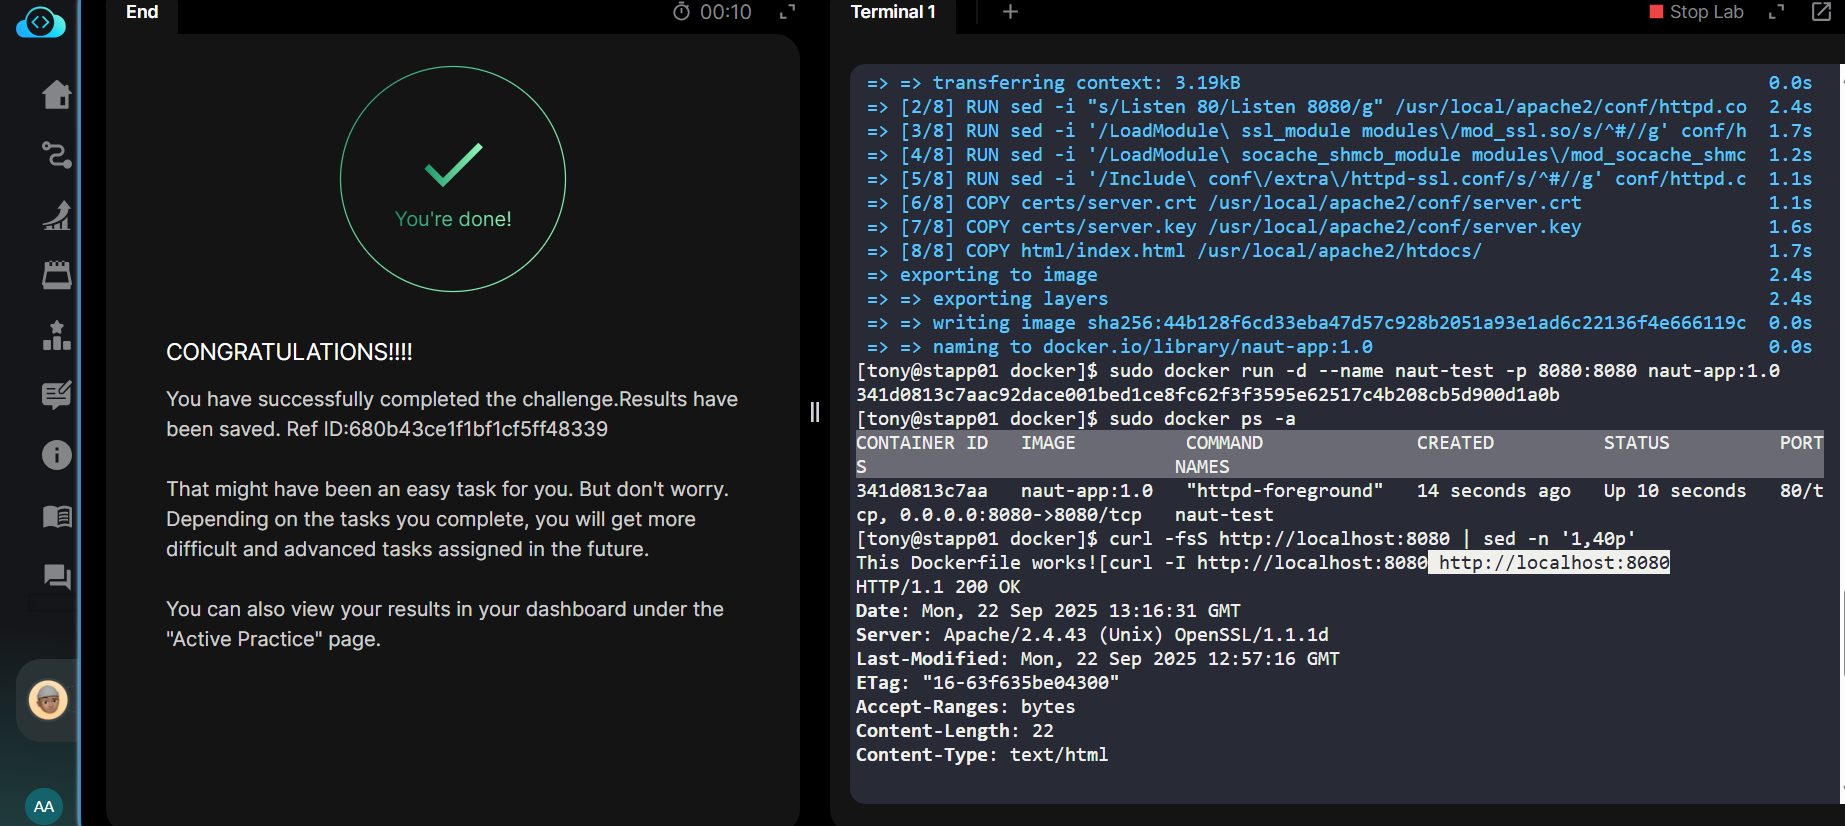 End
00:10
CONGRATULATIONS!!!!
You're done!
You have successfully completed the challenge.Results have
been saved. Ref ID:680b43ce1f1bf1cf5ff48339
That might have been an easy task for you. But don't worry.
Depending on the tasks you complete, you will get more
difficult and advanced tasks assigned in the future.
You can also view your results in your dashboard under the
"Active Practice" page.
AA
Terminal 1
+
Stop Lab
=> => transferring context: 3.19kB 0.0s
=> [2/8] RUN sed -i "s/Listen 80/Listen 8080/g" /usr/local/apache2/conf/httpd.co 2.4s
=> [3/8] RUN sed -i '/LoadModule\ ssl_module modules\/mod_ssl.so/s/^#//g' conf/h 1.7s
=> [4/8] RUN sed -i '/LoadModule\ socache_shmcb_module modules\/mod_socache_shmc 1.2s
=> [5/8] RUN sed -i '/Include\ conf\/extra\/httpd-ssl.conf/s/^#//g' conf/httpd.c 1.1s
=> [6/8] COPY certs/server.crt /usr/local/apache2/conf/server.crt 1.1s
=> [7/8] COPY certs/server.key /usr/local/apache2/conf/server.key 1.6s
=> [8/8] COPY html/index.html /usr/local/apache2/htdocs/ 1.7s
=> exporting to image 2.4s
=> => exporting layers 2.4s
=> => writing image sha256:44b128f6cd33eba47d57c928b2051a93e1ad6c22136f4e666119c 0.0s
=> => naming to docker.io/library/naut-app:1.0 0.0s
[tony@stapp01 docker]$ sudo docker run -d --name naut-test -p 8080:8080 naut-app:1.0
341d0813c7aac92dace001bed1ce8fc62f3f3595e62517c4b208cb5d900d1a0b
[tony@stapp01 docker]$ sudo docker ps -a
CONTAINER ID IMAGE COMMAND CREATED STATUS PORT
S NAMES
341d0813c7aa naut-app:1.0 "httpd-foreground" 14 seconds ago Up 10 seconds 80/t
cp, 0.0.0.0:8080->8080/tcp naut-test
[tony@stapp01 docker]$ curl -fsS http://localhost:8080 | sed -n '1,40p'
This Dockerfile works![curl -I http://localhost:8080 http://localhost:8080
HTTP/1.1 200 OK
Date: Mon, 22 Sep 2025 13:16:31 GMT
Server: Apache/2.4.43 (Unix) OpenSSL/1.1.1d
Last-Modified: Mon, 22 Sep 2025 12:57:16 GMT
ETag: "16-63f635be04300"
Accept-Ranges: bytes
Content-Length: 22
Content-Type: text/html